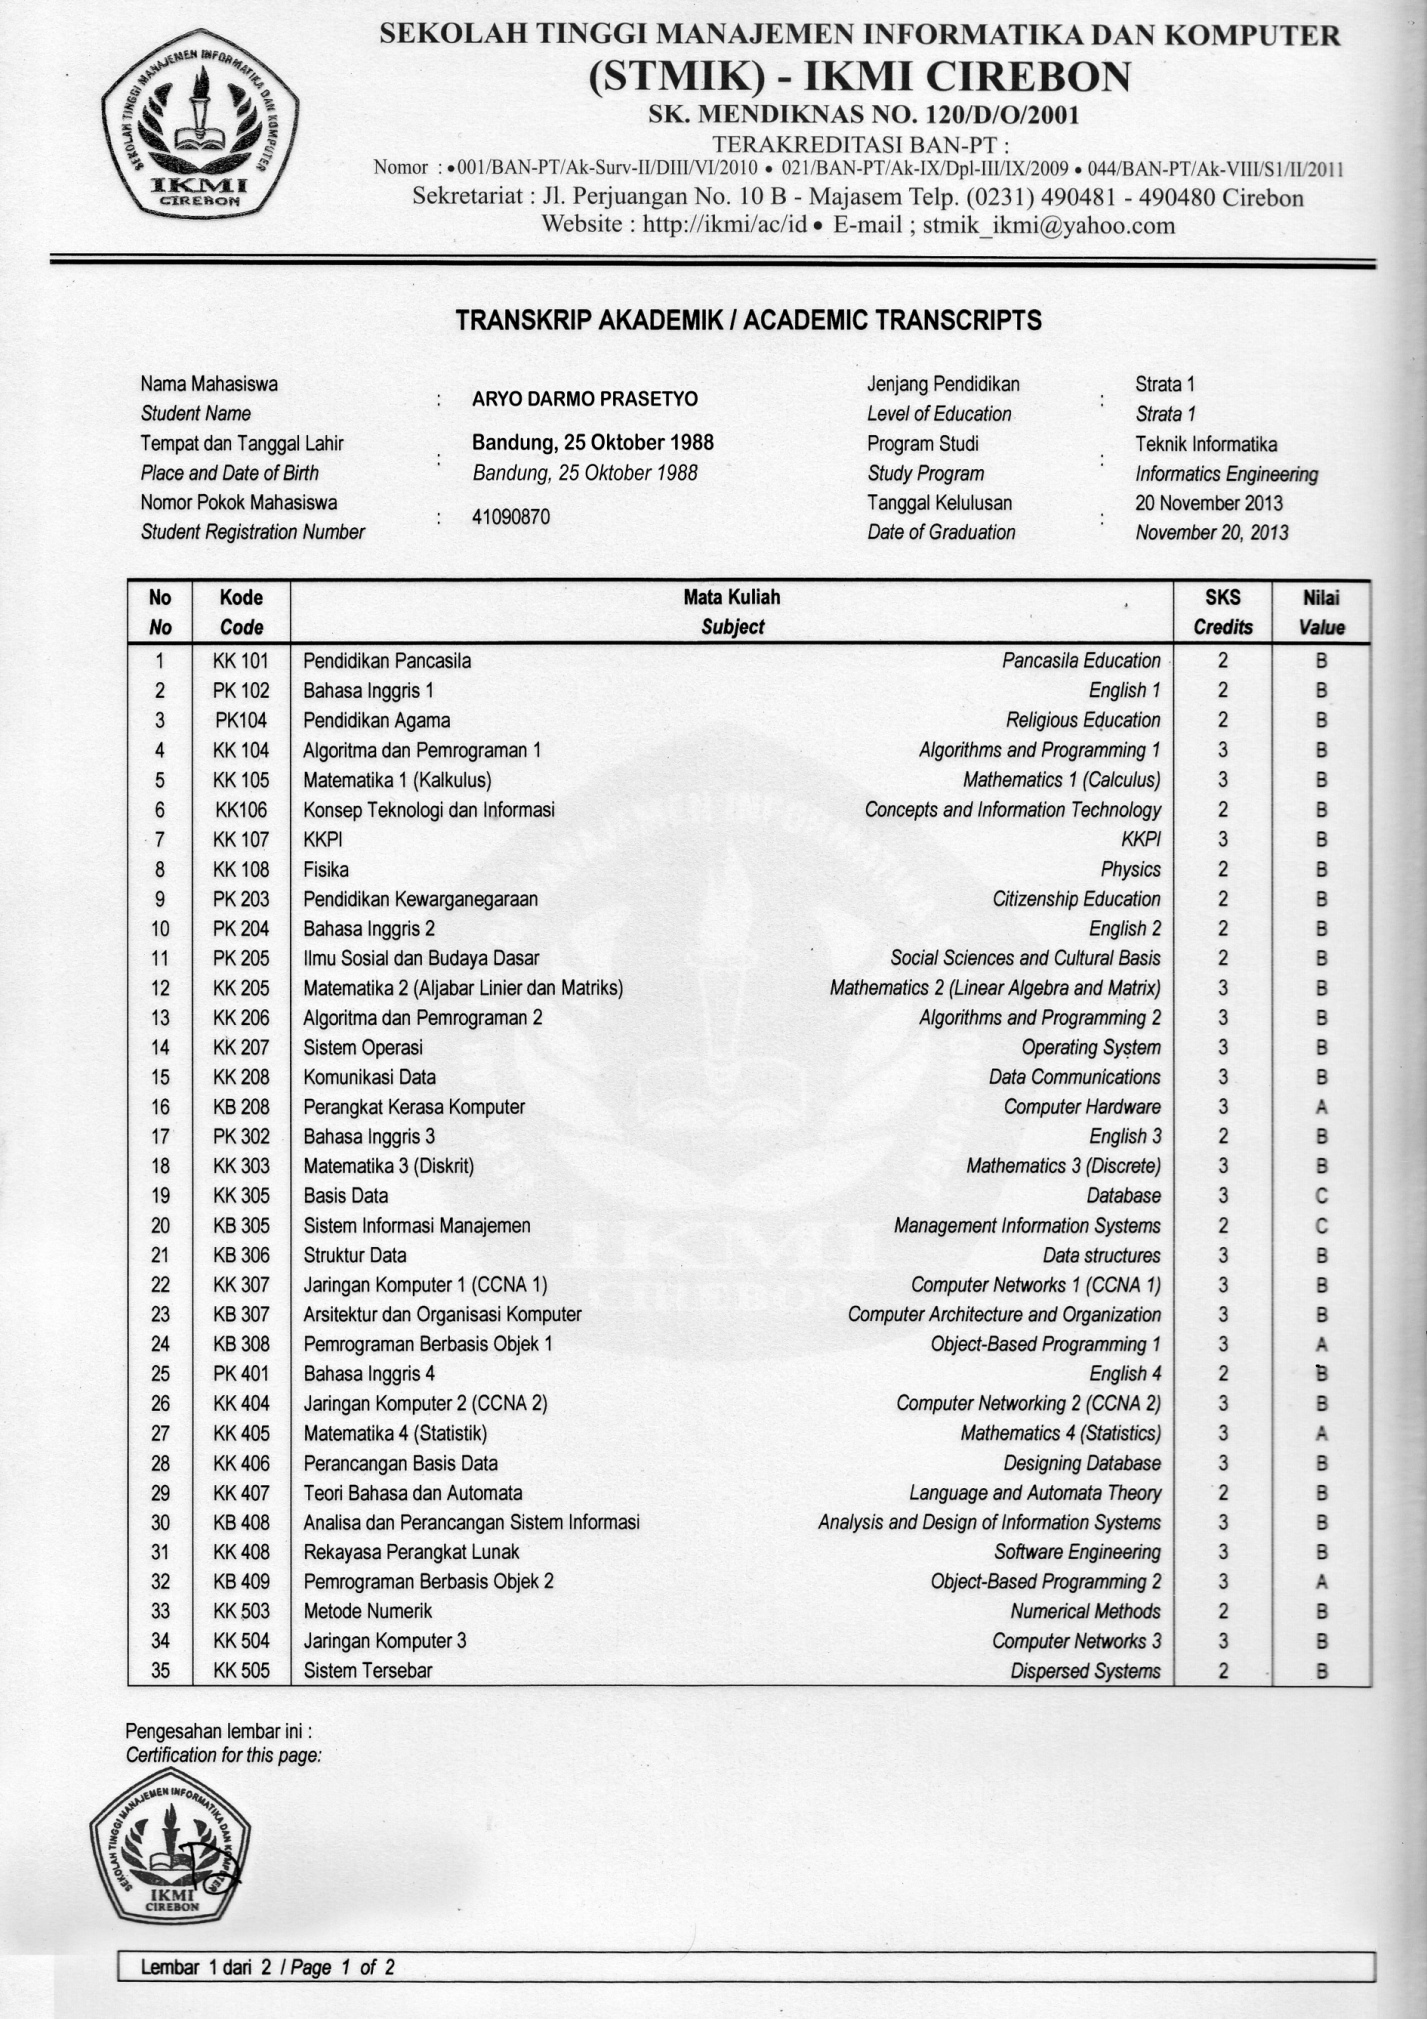 SEKOLAH TINGGI MANAJEMEN INFORMATIKA DAN KOMPUTER
IKMI
CIREBON
SEKOLAH TINGGI MANAJEMEN INFORMATIKA DAN KOMPUTER
(STMIK) - IKMI CIREBON
SK. MENDIKNAS NO. 120/D/O/2001
TERAKREDITASI BAN-PT :
Nomor : •001/BAN-PT/Ak-Surv-II/DIII/VI/2010 • 021/BAN-PT/Ak-IX/Dpl-III/IX/2009 • 044/BAN-PT/Ak-VIII/S1/II/2011
Sekretariat : Jl. Perjuangan No. 10 B - Majasem Telp. (0231) 490481 - 490480 Cirebon
Website : http://ikmi/ac/id • E-mail ; stmik_ikmi@yahoo.com
TRANSKRIP AKADEMIK / ACADEMIC TRANSCRIPTS
Nama Mahasiswa
Student Name : ARYO DARMO PRASETYO
Tempat dan Tanggal Lahir : Bandung, 25 Oktober 1988
Place and Date of Birth Bandung, 25 Oktober 1988
Nomor Pokok Mahasiswa
Student Registration Number : 41090870
Jenjang Pendidikan : Strata 1
Level of Education Strata 1
Program Studi : Teknik Informatika
Study Program Informatics Engineering
Tanggal Kelulusan : 20 November 2013
Date of Graduation November 20, 2013
No Kode Mata Kuliah SKS Nilai
No Code Subject Credits Value
1 KK 101 Pendidikan Pancasila Pancasila Education 2 B
2 PK 102 Bahasa Inggris 1 English 1 2 B
3 PK104 Pendidikan Agama Religious Education 2 B
4 KK 104 Algoritma dan Pemrograman 1 Algorithms and Programming 1 3 B
5 KK 105 Matematika 1 (Kalkulus) Mathematics 1 (Calculus) 3 B
6 KK106 Konsep Teknologi dan Informasi Concepts and Information Technology 2 B
7 KK 107 KKPI KKPI 3 B
8 KK 108 Fisika Physics 2 B
9 PK 203 Pendidikan Kewarganegaraan Citizenship Education 2 B
10 PK 204 Bahasa Inggris 2 English 2 2 B
11 PK 205 Ilmu Sosial dan Budaya Dasar Social Sciences and Cultural Basis 2 B
12 KK 205 Matematika 2 (Aljabar Linier dan Matriks) Mathematics 2 (Linear Algebra and Matrix) 3 B
13 KK 206 Algoritma dan Pemrograman 2 Algorithms and Programming 2 3 B
14 KK 207 Sistem Operasi Operating System 3 B
15 KK 208 Komunikasi Data Data Communications 3 B
16 KB 208 Perangkat Kerasa Komputer Computer Hardware 3 A
17 PK 302 Bahasa Inggris 3 English 3 2 B
18 KK 303 Matematika 3 (Diskrit) Mathematics 3 (Discrete) 3 B
19 KK 305 Basis Data Database 3 C
20 KB 305 Sistem Informasi Manajemen Management Information Systems 2 C
21 KB 306 Struktur Data Data structures 3 B
22 KK 307 Jaringan Komputer 1 (CCNA 1) Computer Networks 1 (CCNA 1) 3 B
23 KB 307 Arsitektur dan Organisasi Komputer Computer Architecture and Organization 3 B
24 KB 308 Pemrograman Berbasis Objek 1 Object-Based Programming 1 3 A
25 PK 401 Bahasa Inggris 4 English 4 2 B
26 KK 404 Jaringan Komputer 2 (CCNA 2) Computer Networking 2 (CCNA 2) 3 B
27 KK 405 Matematika 4 (Statistik) Mathematics 4 (Statistics) 3 A
28 KK 406 Perancangan Basis Data Designing Database 3 B
29 KK 407 Teori Bahasa dan Automata Language and Automata Theory 2 B
30 KB 408 Analisa dan Perancangan Sistem Informasi Analysis and Design of Information Systems 3 B
31 KK 408 Rekayasa Perangkat Lunak Software Engineering 3 B
32 KB 409 Pemrograman Berbasis Objek 2 Object-Based Programming 2 3 A
33 KK 503 Metode Numerik Numerical Methods 2 B
34 KK 504 Jaringan Komputer 3 Computer Networks 3 3 B
35 KK 505 Sistem Tersebar Dispersed Systems 2 B
Pengesahan lembar ini :
Certification for this page:
SEKOLAH TINGGI MANAJEMEN INFORMATIKA DAN KOMPUTER
IKMI
CIREBON
Lembar 1 dari 2 / Page 1 of 2